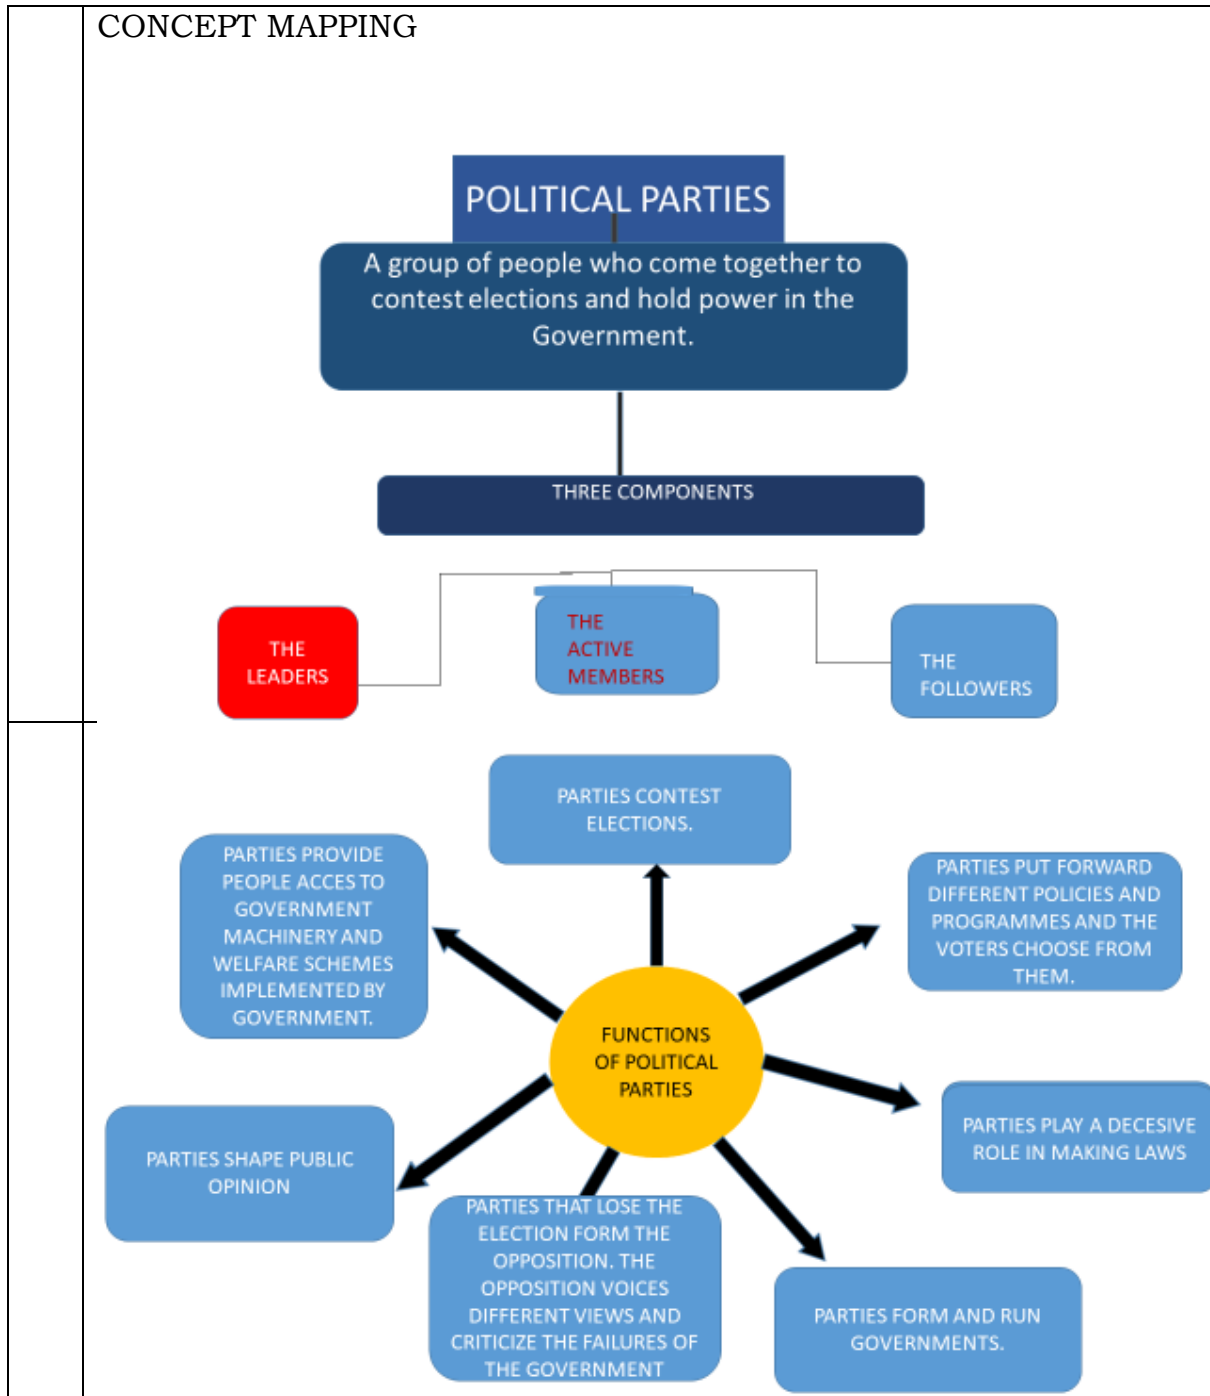 CONCEPT MAPPING
POLITICAL PARTIES
A group of people who come together to
contest elections and hold power in the
Government.
THREE COMPONENTS
THE
LEADERS
THE
ACTIVE
MEMBERS
THE
FOLLOWERS
PARTIES CONTEST
ELECTIONS.
PARTIES PROVIDE
PEOPLE ACCES TO
GOVERNMENT
MACHINERY AND
WELFARE SCHEMES
IMPLEMENTED BY
GOVERNMENT.
PARTIES PUT FORWARD
DIFFERENT POLICIES AND
PROGRAMMES AND THE
VOTERS CHOOSE FROM
THEM.
FUNCTIONS
OF POLITICAL
PARTIES
PARTIES PLAY A DECESIVE
ROLE IN MAKING LAWS
PARTIES SHAPE PUBLIC
OPINION
PARTIES THAT LOSE THE
ELECTION FORM THE
OPPOSITION. THE
OPPOSITION VOICES
DIFFERENT VIEWS AND
CRITICIZE THE FAILURES OF
THE GOVERNMENT
PARTIES FORM AND RUN
GOVERNMENTS.